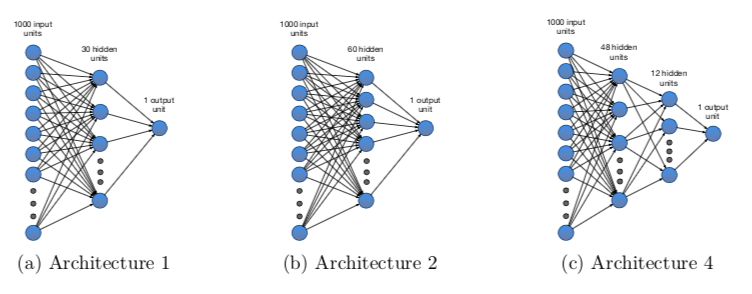 1000 input
units
30 hidden
units
1 output
unit
(a) Architecture 1
1000 input
units
60 hidden
units
1 output
unit
(b) Architecture 2
1000 input
units
48 hidden
units
12 hidden
units
1 output
unit
(c) Architecture 4